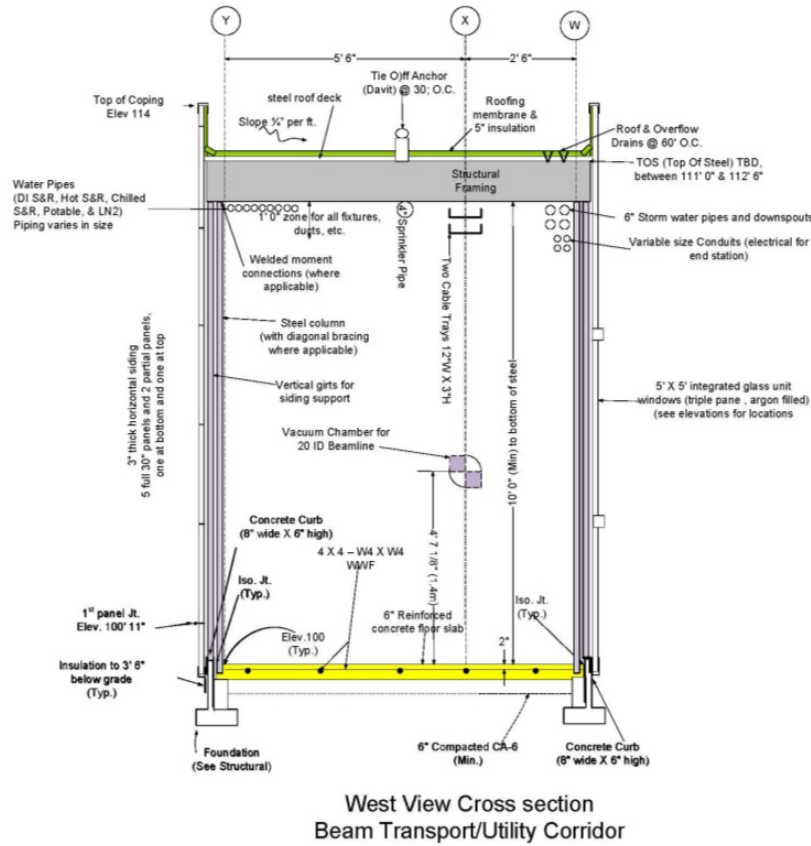 Y
X
W
5' 6"
2' 6"
Tie O)ff Anchor
(Davit) @ 30; O.C.
Top of Coping
Elev 114
steel roof deck
Slope ¼" per ft.
Roofing
membrane &
5" insulation
Roof & Overflow
Drains @ 60' O.C.
TOS (Top Of Steel) TBD,
between 111' 0" & 112' 6"
Structural
Framing
Water Pipes
(DI S&R, Hot S&R, Chilled
S&R, Potable, & LN2)
Piping varies in size
1' 0" zone for all fixtures,
ducts, etc.
4" Sprinkler Pipe
Two Cable Trays 12"W X 3"H
6" Storm water pipes and downspouts
Variable size Conduits (electrical for
end station)
Welded moment
connections (where
applicable)
Steel column
(with diagonal bracing
where applicable)
Vertical girts for
siding support
3" thick horizontal siding
5 full 30" panels and 2 partial panels,
one at bottom and one at top
10' 0" (Min) to bottom of steel
5' X 5' integrated glass unit
windows (triple pane , argon filled)
(see elevations for locations
Vacuum Chamber for
20 ID Beamline
4' 7 1/8" (1.4m)
Concrete Curb
(8" wide X 6" high)
4 X 4 – W4 X W4
WWF
Iso. Jt.
(Typ.)
1st panel Jt.
Elev. 100' 11"
Elev.100
(Typ.)
6" Reinforced
concrete floor slab
Iso. Jt.
(Typ.)
2"
Insulation to 3' 6"
below grade
(Typ.)
Foundation
(See Structural)
6" Compacted CA-6
(Min.)
Concrete Curb
(8" wide X 6" high)
West View Cross section
Beam Transport/Utility Corridor